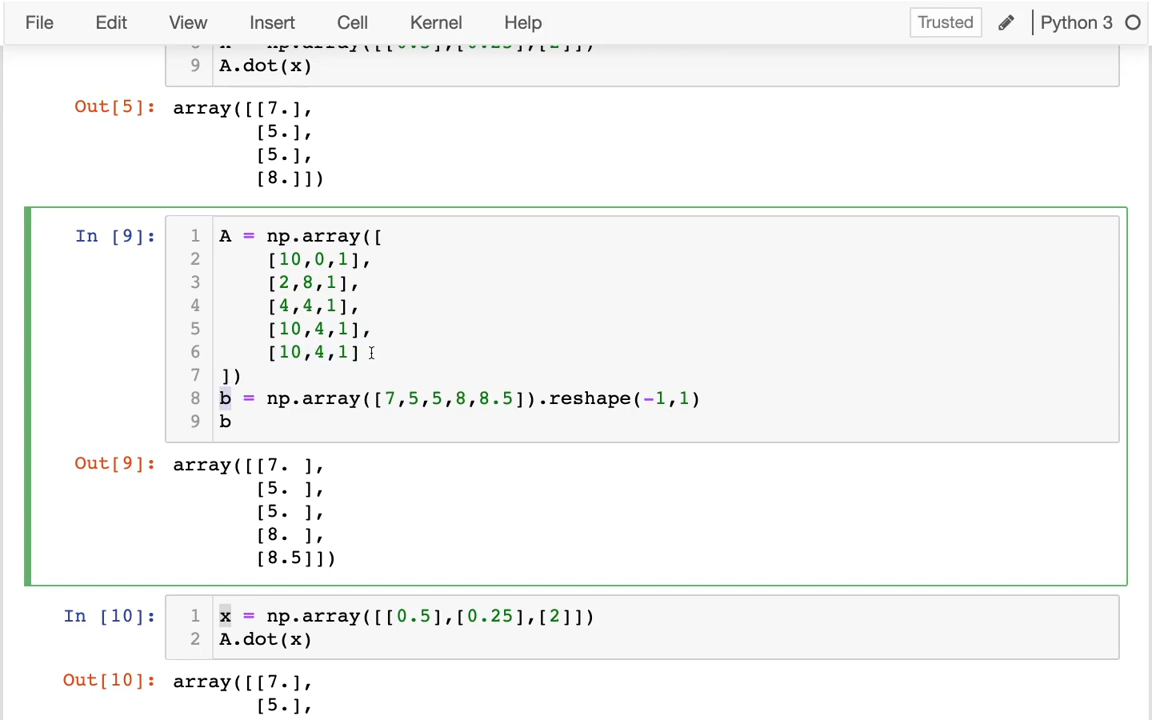 File Edit View Insert Cell Kernel Help Trusted Python 3
9 A.dot(x)
Out[5]: array([[7.],
[5.],
[5.],
[8.]])
In [9]: 1 A = np.array([
2 [10,0,1],
3 [2,8,1],
4 [4,4,1],
5 [10,4,1],
6 [10,4,1]
7 ])
8 b = np.array([7,5,5,8,8.5]).reshape(-1,1)
9 b
Out[9]: array([[7. ],
[5. ],
[5. ],
[8. ],
[8.5]])
In [10]: 1 x = np.array([[0.5],[0.25],[2]])
2 A.dot(x)
Out[10]: array([[7.],
[5.],